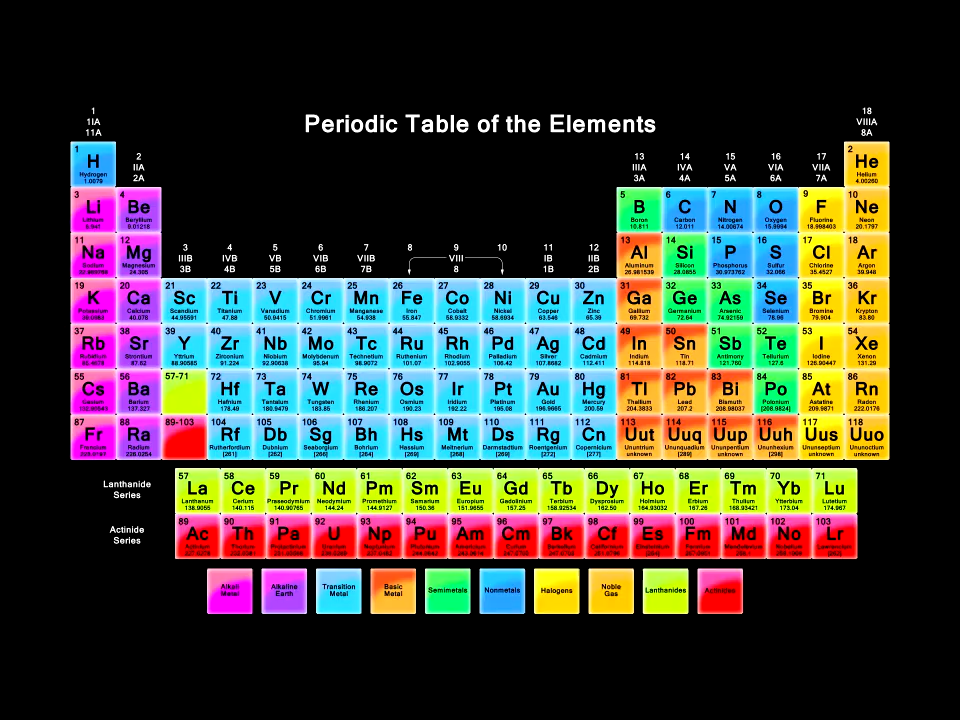 1
1IA
11A
18
VIIIA
8A
Periodic Table of the Elements
1 2
H He
Hydrogen Helium
1.0079 4.00260
2
IIA
2A
13 14 15 16 17
IIIA IVA VA VIA VIIA
3A 4A 5A 6A 7A
3 4 5 6 7 8 9 10
Li Be B C N O F Ne
Lithium Beryllium Boron Carbon Nitrogen Oxygen Fluorine Neon
9.01218 10.811 12.011 14.00674 15.9994 18.998403 20.1797
11 12 13 14 15 16 17 18
Na Mg Al Si P S Cl Ar
Magnesium Aluminum Silicon Phosphorus Sulfur Chlorine Argon
24.305 26.981539 28.0855 30.973762 32.066 35.4527 39.948
3 4 5 6 7 8 9 10 11 12
IIIB IVB VB VIB VIIB VIII IB IIB
3B 4B 5B 6B 7B 8 1B 2B
19 20 21 22 23 24 25 26 27 28 29 30 31 32 33 34 35 36
K Ca Sc Ti V Cr Mn Fe Co Ni Cu Zn Ga Ge As Se Br Kr
Potassium Calcium Scandium Titanium Vanadium Chromium Manganese Iron Cobalt Nickel Copper Zinc Gallium Germanium Arsenic Selenium Bromine Krypton
40.078 44.95591 47.88 50.9415 51.9961 54.938 55.847 58.9332 58.6934 63.546 65.39 69.732 72.64 74.92159 78.96 79.904 83.80
37 38 39 40 41 42 43 44 45 46 47 48 49 50 51 52 53 54
Rb Sr Y Zr Nb Mo Tc Ru Rh Pd Ag Cd In Sn Sb Te I Xe
Rubidium Strontium Yttrium Zirconium Niobium Molybdenum Technetium Ruthenium Rhodium Palladium Silver Cadmium Indium Tin Antimony Tellurium Iodine Xenon
87.62 88.90585 91.224 92.90638 95.94 98.9072 101.07 102.9055 106.42 107.8682 112.411 114.818 118.71 121.760 127.6 126.90447 131.29
55 56 57-71 72 73 74 75 76 77 78 79 80 81 82 83 84 85 86
Cs Ba Hf Ta W Re Os Ir Pt Au Hg Tl Pb Bi Po At Rn
Barium Hafnium Tantalum Tungsten Rhenium Osmium Iridium Platinum Gold Mercury Thallium Lead Bismuth Polonium Astatine Radon
137.327 178.49 180.9479 183.85 186.207 190.23 192.22 195.08 196.9665 200.59 204.3833 207.2 208.98037 [208.9824] 209.9871 222.0176
87 88 89-103 104 105 106 107 108 109 110 111 112 113 114 115 116 117 118
Fr Ra Rf Db Sg Bh Hs Mt Ds Rg Cn Uut Uuq Uup Uuh Uus Uuo
Francium Radium Rutherfordium Dubnium Seaborgium Bohrium Hassium Meitnerium Darmstadtium Roentgenium Copernicium Ununtrium Ununquadium Ununpentium Ununhexium Ununseptium Ununoctium
226.0254 [261] [262] [266] [264] [269] [268] [269] [272] [277] unknown [289] unknown [298] unknown unknown
Lanthanide
Series
57 58 59 60 61 62 63 64 65 66 67 68 69 70 71
La Ce Pr Nd Pm Sm Eu Gd Tb Dy Ho Er Tm Yb Lu
Lanthanum Cerium Praseodymium Neodymium Promethium Samarium Europium Gadolinium Terbium Dysprosium Holmium Erbium Thulium Ytterbium Lutetium
138.9055 140.115 140.90765 144.24 144.9127 150.36 151.9655 157.25 158.92534 162.50 164.93032 167.26 168.93421 173.04 174.967
Actinide
Series
89 90 91 92 93 94 95 96 97 98 99 100 101 102 103
Ac Th Pa U Np Pu Am Cm Bk Cf Es Fm Md No Lr
Alkali
Metal
Alkaline
Earth
Transition
Metal
Basic
Metal
Semimetals
Nonmetals
Halogens
Noble
Gas
Lanthanides
Actinides